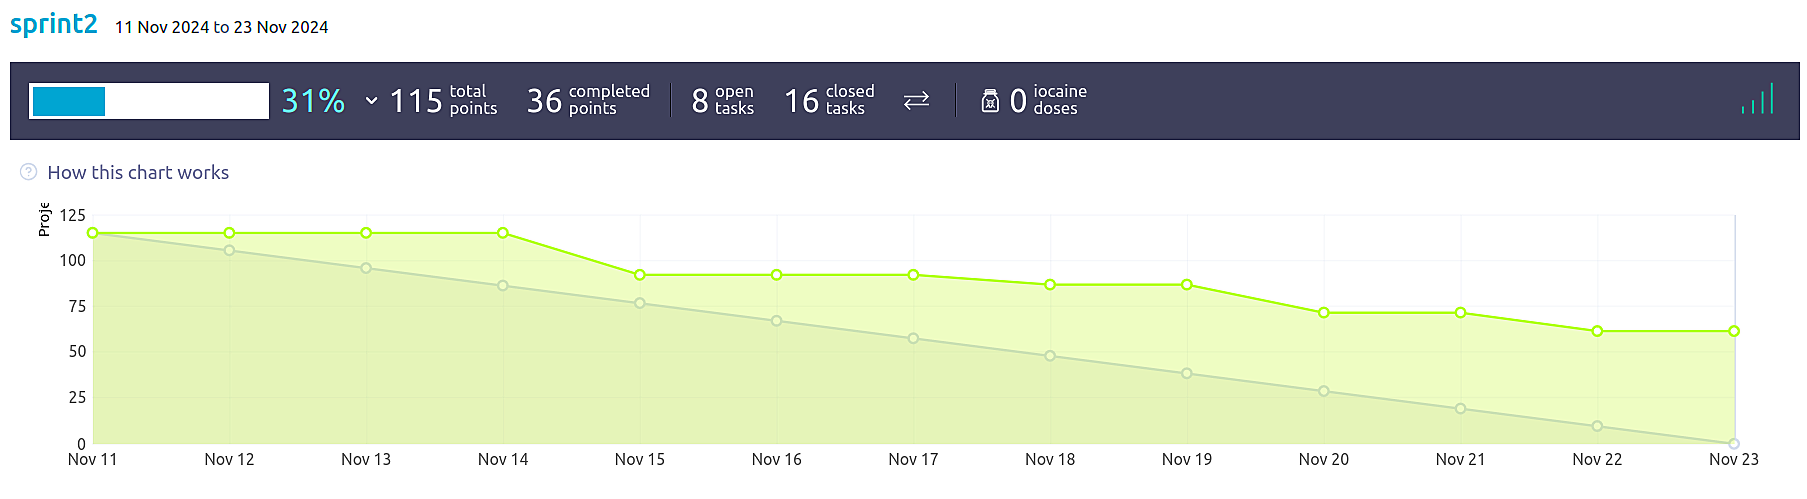 sprint2 11 Nov 2024 to 23 Nov 2024
31% 115 total points 36 completed points 8 open tasks 16 closed tasks 0 iocaine doses
? How this chart works
Proje
125
100
75
50
25
0
Nov 11 Nov 12 Nov 13 Nov 14 Nov 15 Nov 16 Nov 17 Nov 18 Nov 19 Nov 20 Nov 21 Nov 22 Nov 23